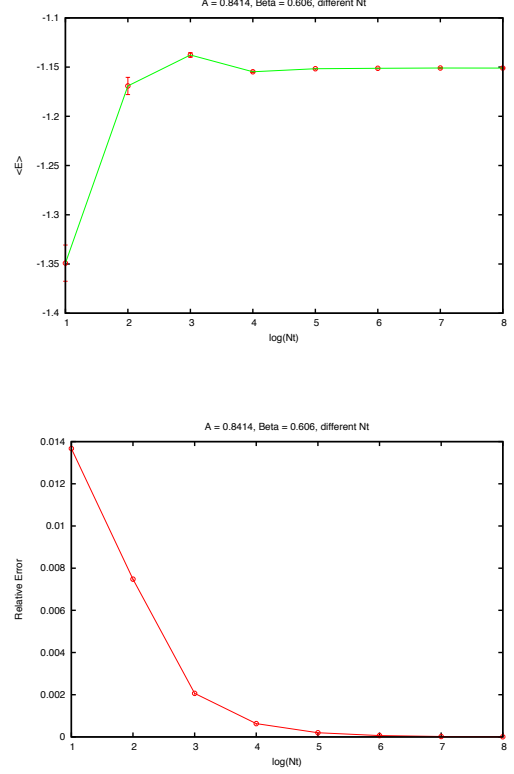 A = 0.8414, Beta = 0.606, different Nt
-1.1
-1.15
-1.2
-1.25
-1.3
-1.35
-1.4
<E>
1 2 3 4 5 6 7 8
log(Nt)
A = 0.8414, Beta = 0.606, different Nt
0.014
0.012
0.01
0.008
0.006
0.004
0.002
0
Relative Error
1 2 3 4 5 6 7 8
log(Nt)